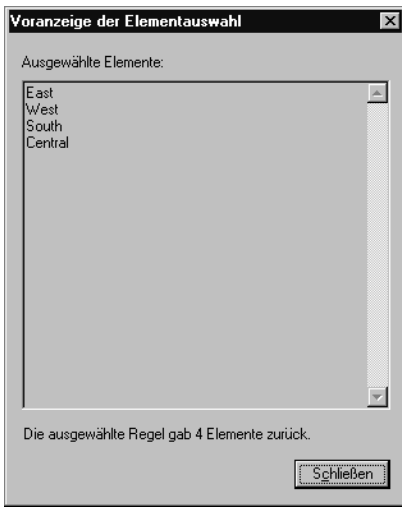 Voranzeige der Elementauswahl
Ausgewählte Elemente:
East
West
South
Central
Die ausgewählte Regel gab 4 Elemente zurück.
Schließen